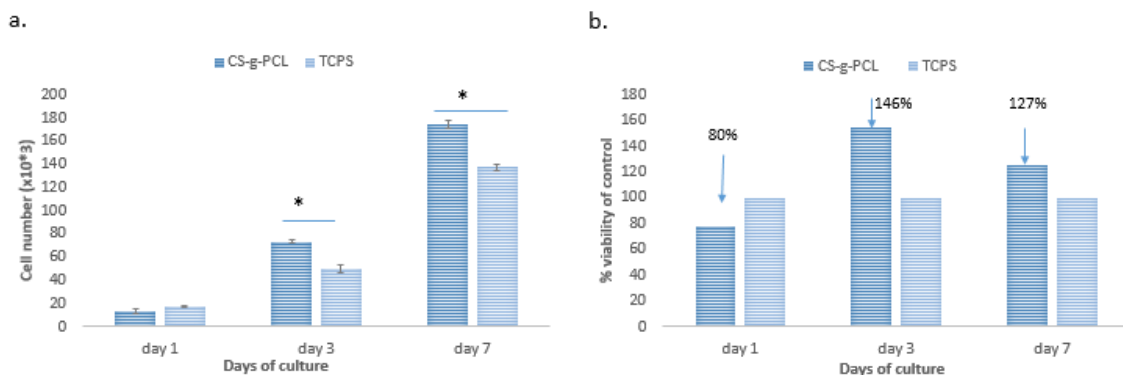 a.
CS-g-PCL TCPS
*
*
Cell number (x10*3)
200
180
160
140
120
100
80
60
40
20
0
day 1 day 3 day 7
Days of culture
b.
CS-g-PCL TCPS
80%
146%
127%
% viability of control
180
160
140
120
100
80
60
40
20
0
day 1 day 3 day 7
Days of culture